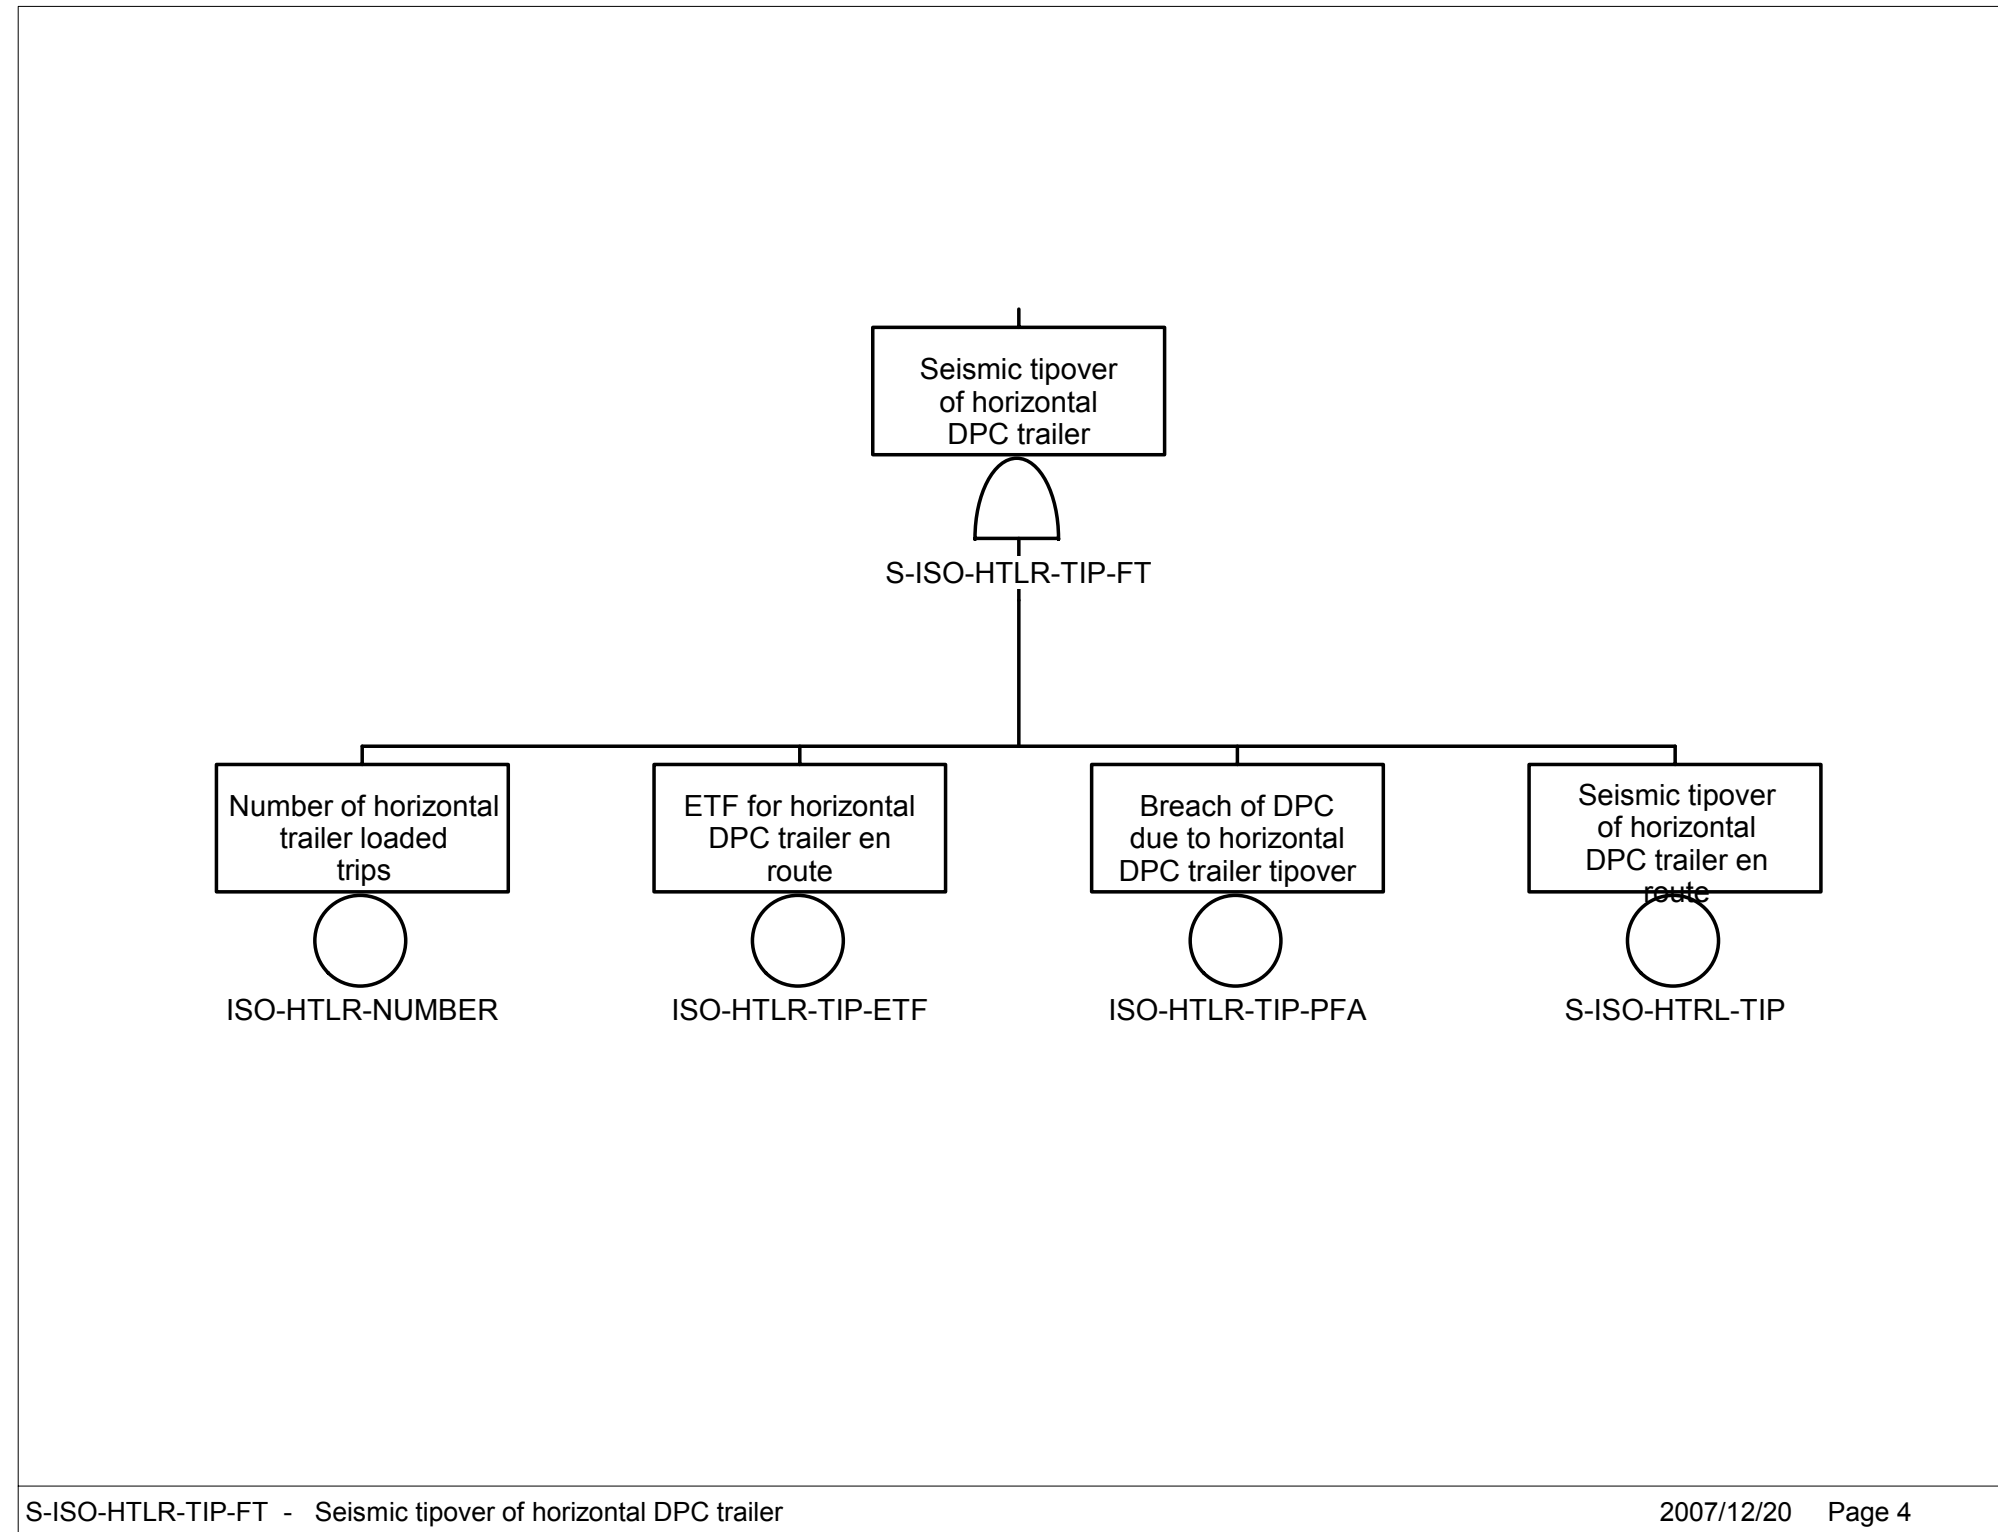 Seismic tipover
of horizontal
DPC trailer
S-ISO-HTLR-TIP-FT
Number of horizontal
trailer loaded
trips
ISO-HTLR-NUMBER
ETF for horizontal
DPC trailer en
route
ISO-HTLR-TIP-ETF
Breach of DPC
due to horizontal
DPC trailer tipover
ISO-HTLR-TIP-PFA
Seismic tipover
of horizontal
DPC trailer en
route
S-ISO-HTRL-TIP
S-ISO-HTLR-TIP-FT - Seismic tipover of horizontal DPC trailer 2007/12/20 Page 4